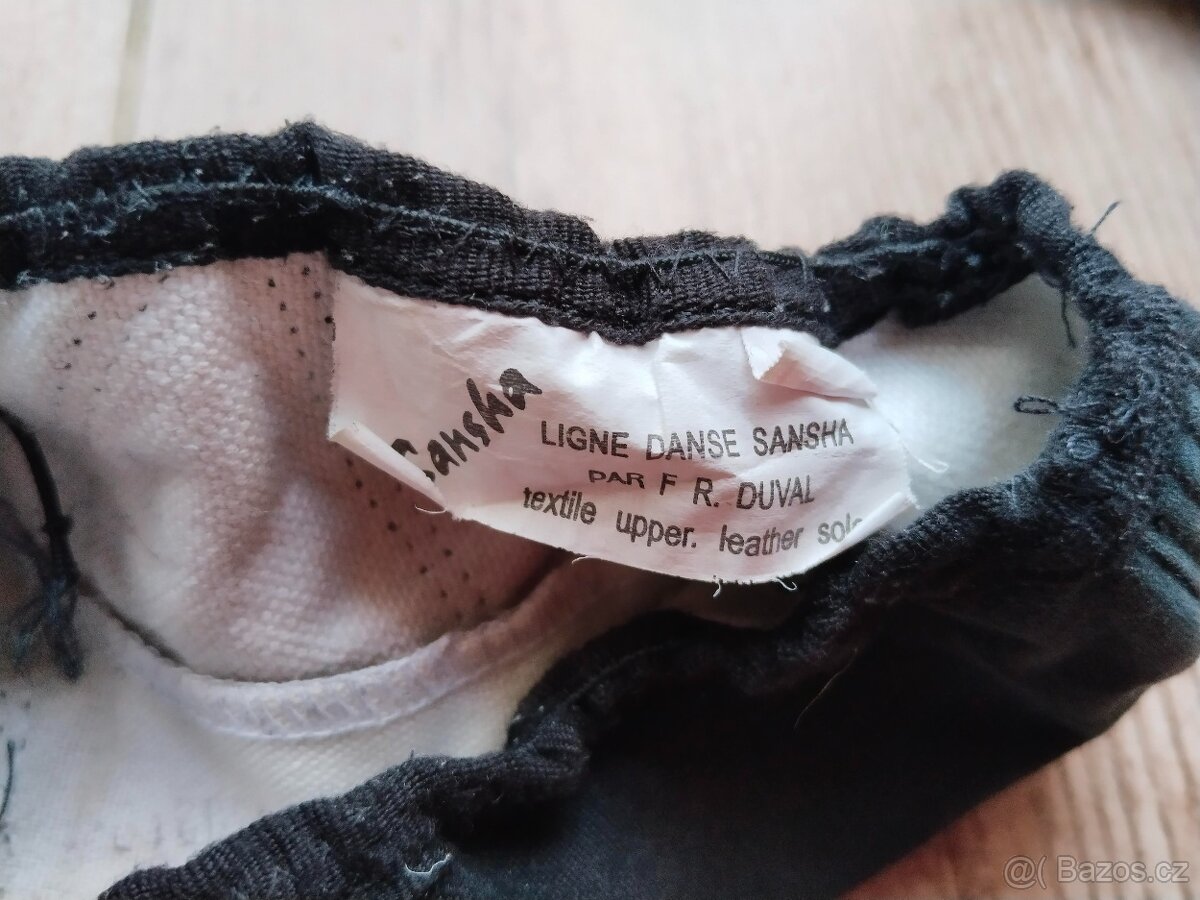 Sansha
LIGNE DANSE SANSHA
PAR F R. DUVAL
textile upper. leather sole
@( Bazos.cz